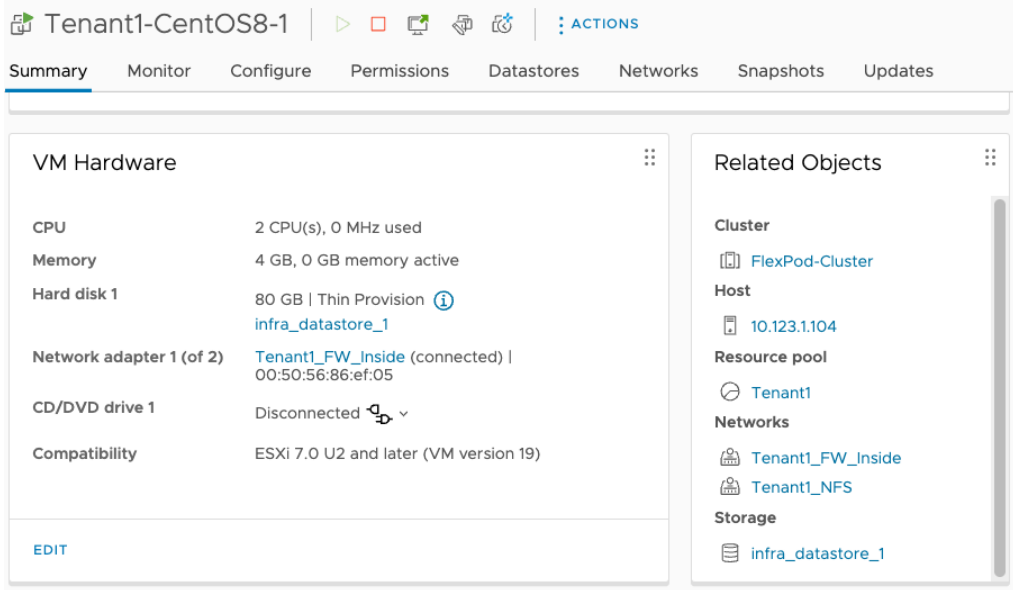 Tenant1-CentOS8-1
ACTIONS
Summary Monitor Configure Permissions Datastores Networks Snapshots Updates
VM Hardware
CPU 2 CPU(s), 0 MHz used
Memory 4 GB, 0 GB memory active
Hard disk 1 80 GB | Thin Provision
infra_datastore_1
Network adapter 1 (of 2) Tenant1_FW_Inside (connected) |
00:50:56:86:ef:05
CD/DVD drive 1 Disconnected
Compatibility ESXi 7.0 U2 and later (VM version 19)
EDIT
Related Objects
Cluster
FlexPod-Cluster
Host
10.123.1.104
Resource pool
Tenant1
Networks
Tenant1_FW_Inside
Tenant1_NFS
Storage
infra_datastore_1